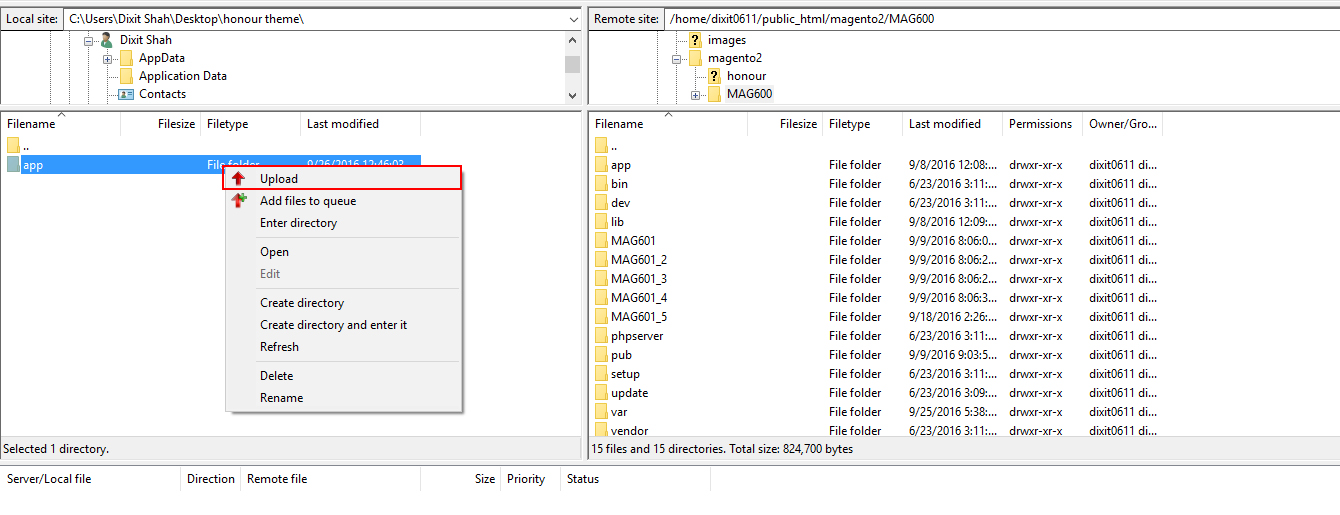 Local site: C:\Users\Dixit Shah\Desktop\honour theme\
Dixit Shah
AppData
Application Data
Contacts
Filename Filesize Filetype Last modified
..
app File folder 9/26/2016 12:46:03
Upload
Add files to queue
Enter directory
Open
Edit
Create directory
Create directory and enter it
Refresh
Delete
Rename
Selected 1 directory.
Remote site: /home/dixit0611/public_html/magento2/MAG600
images
magento2
honour
MAG600
Filename Filesize Filetype Last modified Permissions Owner/Gro...
..
app File folder 9/8/2016 12:08:... drwxr-xr-x dixit0611 di...
bin File folder 6/23/2016 3:11:... drwxr-xr-x dixit0611 di...
dev File folder 6/23/2016 3:11:... drwxr-xr-x dixit0611 di...
lib File folder 9/8/2016 12:09:... drwxr-xr-x dixit0611 di...
MAG601 File folder 9/9/2016 8:06:0... drwxr-xr-x dixit0611 di...
MAG601_2 File folder 9/9/2016 8:06:2... drwxr-xr-x dixit0611 di...
MAG601_3 File folder 9/9/2016 8:06:2... drwxr-xr-x dixit0611 di...
MAG601_4 File folder 9/9/2016 8:06:3... drwxr-xr-x dixit0611 di...
MAG601_5 File folder 9/18/2016 2:26:... drwxr-xr-x dixit0611 di...
phpserver File folder 6/23/2016 3:11:... drwxr-xr-x dixit0611 di...
pub File folder 9/9/2016 9:03:5... drwxr-xr-x dixit0611 di...
setup File folder 6/23/2016 3:11:... drwxr-xr-x dixit0611 di...
update File folder 6/23/2016 3:09:... drwxr-xr-x dixit0611 di...
var File folder 9/25/2016 5:38:... drwxr-xr-x dixit0611 di...
vendor File folder 6/23/2016 3:11:... drwxr-xr-x dixit0611 di...
15 files and 15 directories. Total size: 824,700 bytes
Server/Local file Direction Remote file Size Priority Status